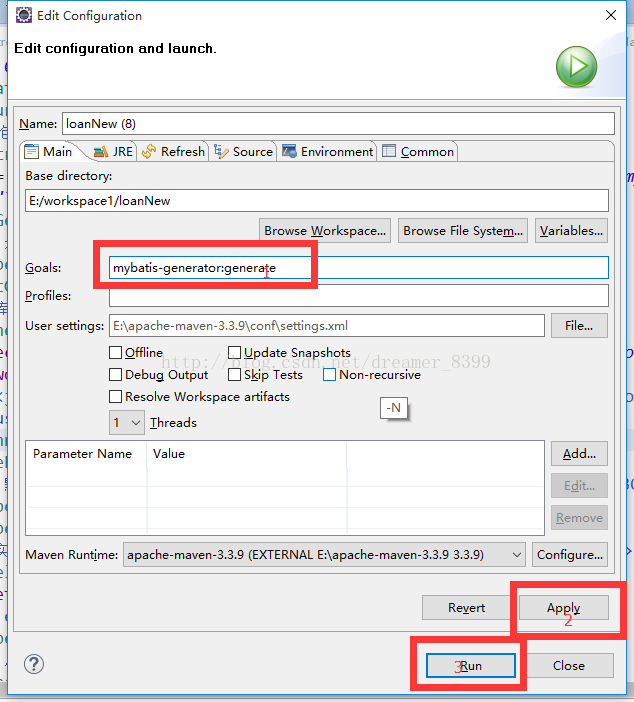 Edit Configuration
Edit configuration and launch.
Name: loanNew (8)
Main JRE Refresh Source Environment Common
Base directory:
E:/workspace1/loanNew
Browse Workspace... Browse File System... Variables...
Goals: mybatis-generator:generate
1
Profiles:
User settings: E:\apache-maven-3.3.9\conf\settings.xml File...
Offline Update Snapshots
http://blog.csdn.net/dreamer_8399
Debug Output Skip Tests Non-recursive
Resolve Workspace artifacts
-N
1 Threads
Parameter Name Value
Add...
Edit...
Remove
Maven Runtime: apache-maven-3.3.9 (EXTERNAL E:\apache-maven-3.3.9 3.3.9) Configure...
Revert Apply
2
3 Run Close